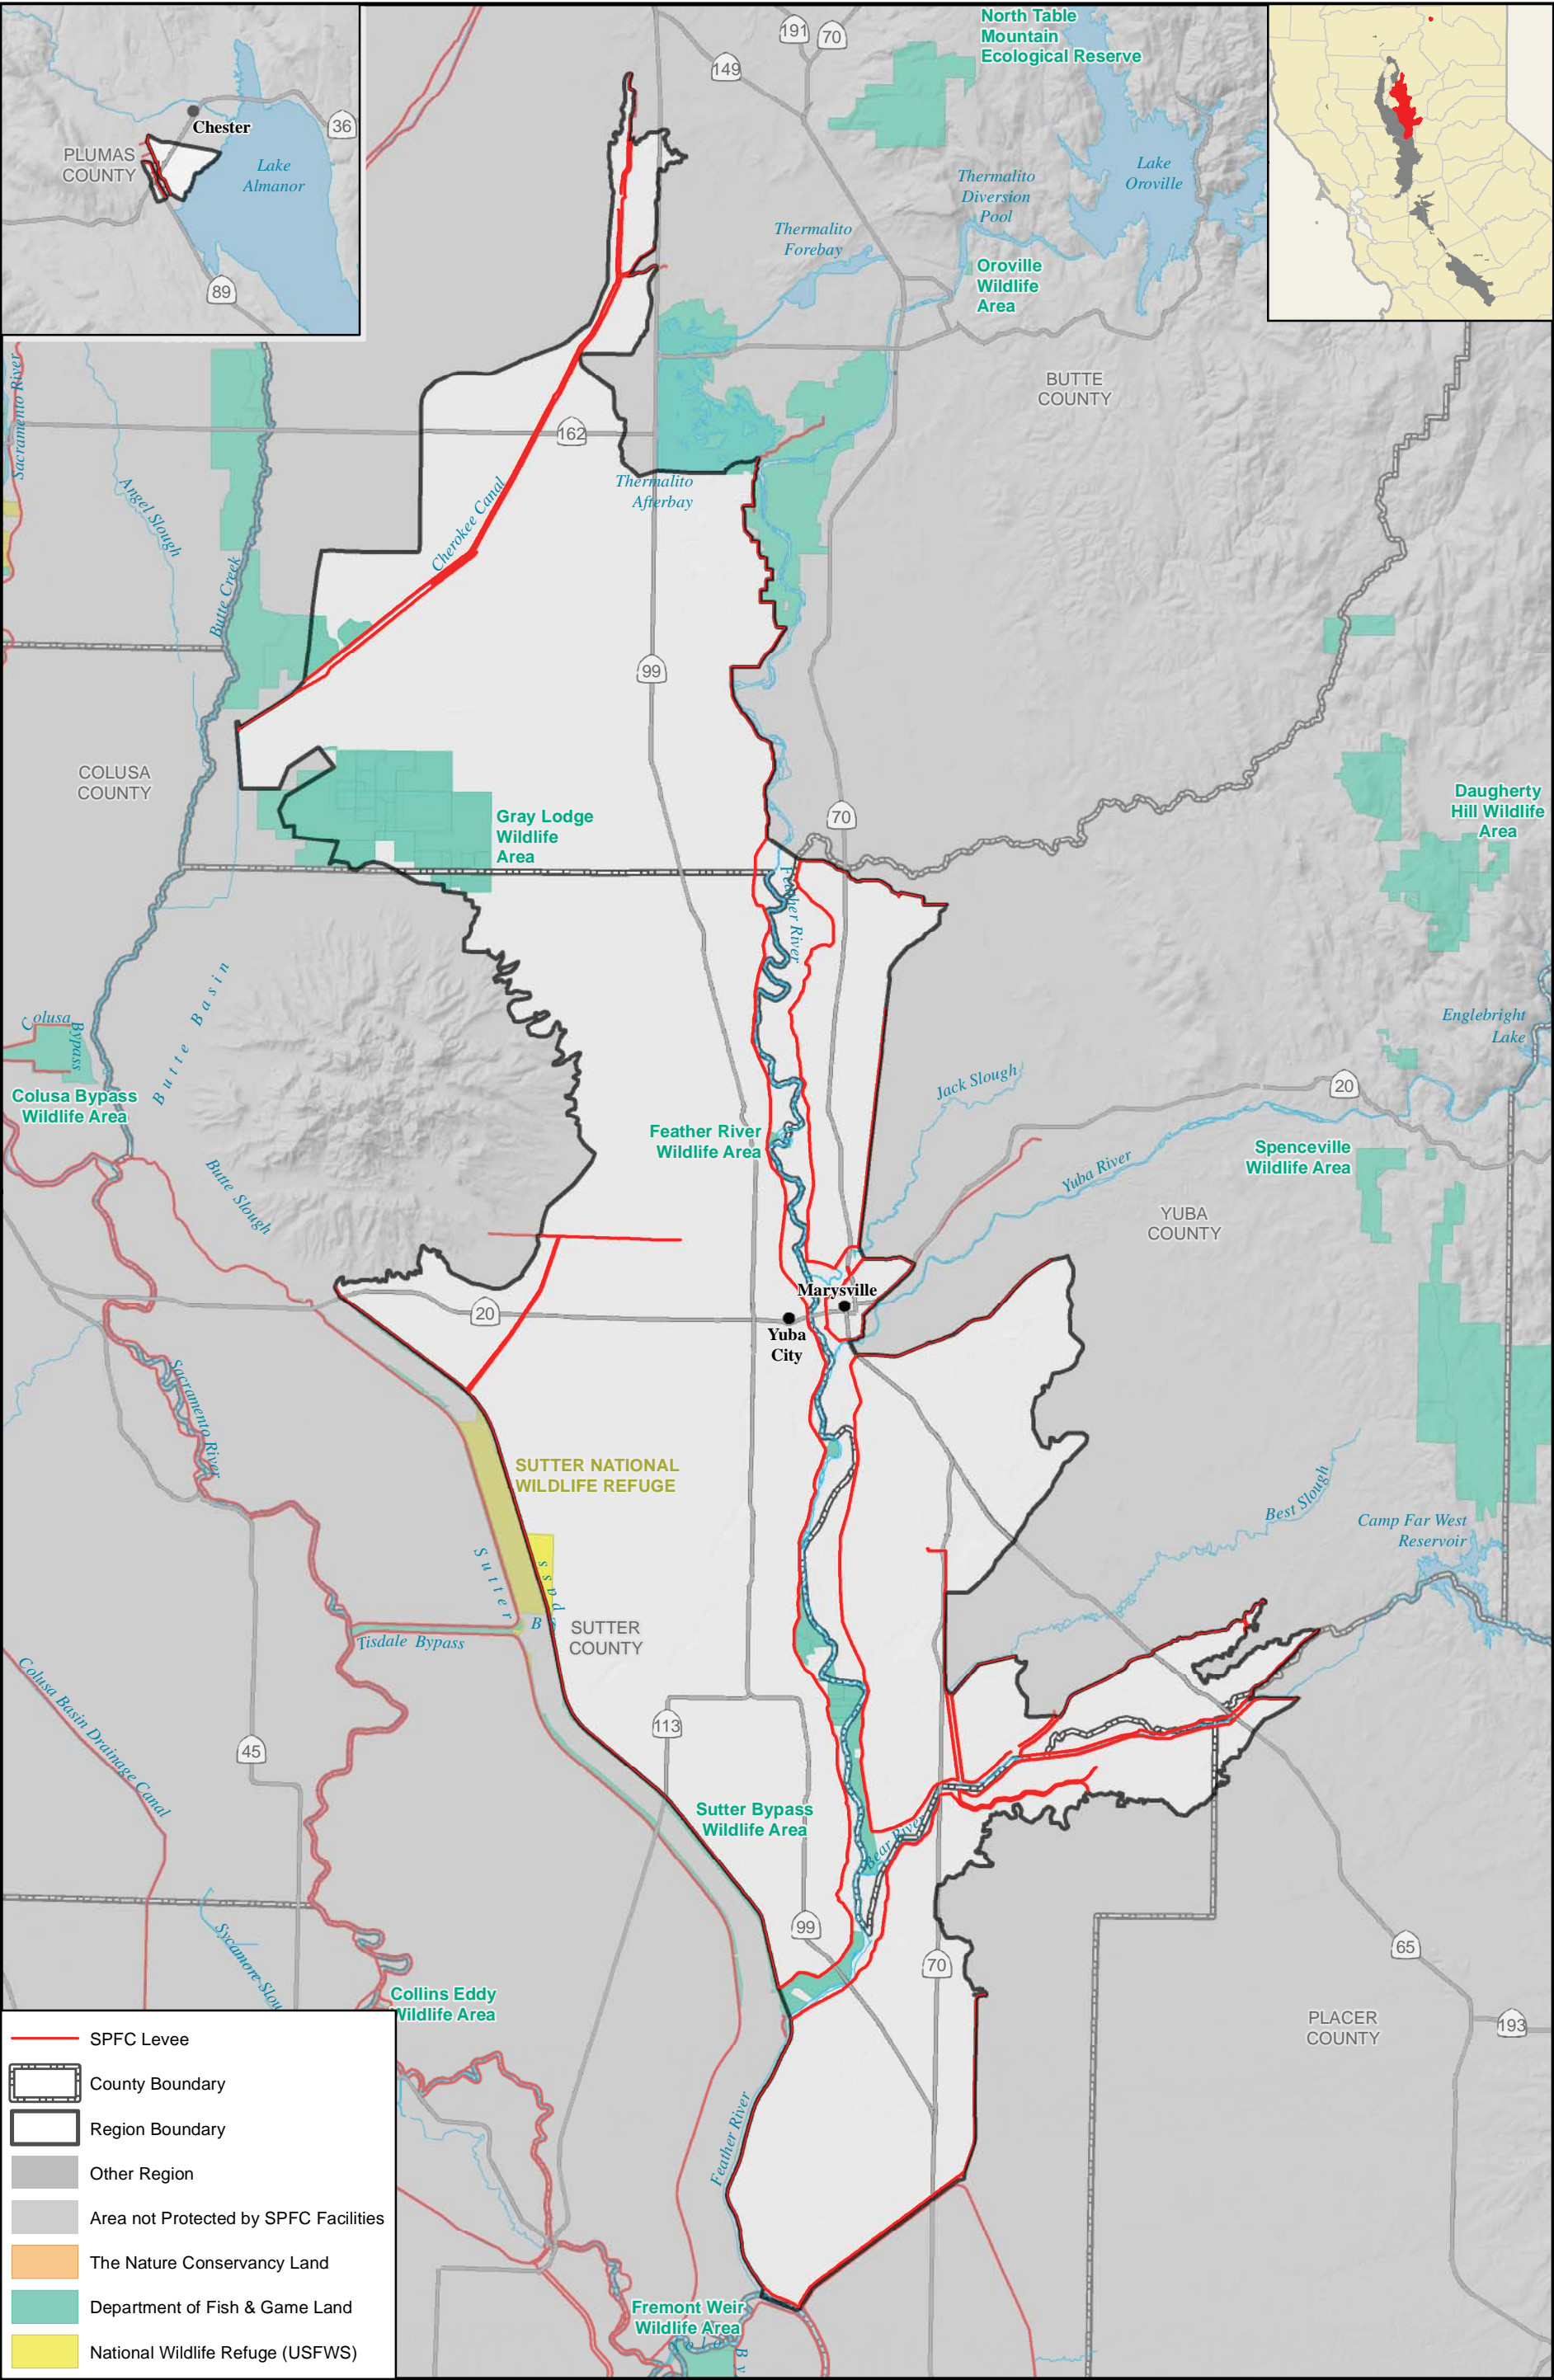 North Table
Mountain
Ecological Reserve
191
70
149
Chester
36
PLUMAS
COUNTY
Lake
Almanor
89
Lake
Oroville
Thermalito
Diversion
Pool
Thermalito
Forebay
Oroville
Wildlife
Area
Sacramento River
BUTTE
COUNTY
162
Thermalito
Afterbay
Angel Slough
Cherokee Canal
Butte Creek
99
COLUSA
COUNTY
Gray Lodge
Wildlife
Area
70
Daugherty
Hill Wildlife
Area
Feather River
Butte Basin
Colusa
Bypass
Colusa Bypass
Wildlife Area
Englebright
Lake
Jack Slough
20
Feather River
Wildlife Area
Spenceville
Wildlife Area
Yuba River
Butte Slough
YUBA
COUNTY
Marysville
20
Yuba
City
Sacramento River
SUTTER NATIONAL
WILDLIFE REFUGE
Best Slough
Camp Far West
Reservoir
Sutter
B
pass
SUTTER
COUNTY
Tisdale Bypass
Colusa Basin Drainage Canal
113
45
Sutter Bypass
Wildlife Area
Bear River
99
70
65
Sycamore Slou
Collins Eddy
Wildlife Area
PLACER
COUNTY
193
Feather River
SPFC Levee
County Boundary
Region Boundary
Other Region
Area not Protected by SPFC Facilities
The Nature Conservancy Land
Department of Fish & Game Land
National Wildlife Refuge (USFWS)
Fremont Weir
Wildlife Area
Yolo
By